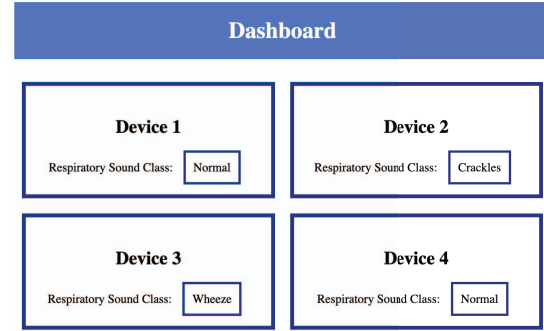 Dashboard
Device 1
Respiratory Sound Class: Normal
Device 2
Respiratory Sound Class: Crackles
Device 3
Respiratory Sound Class: Wheeze
Device 4
Respiratory Sound Class: Normal